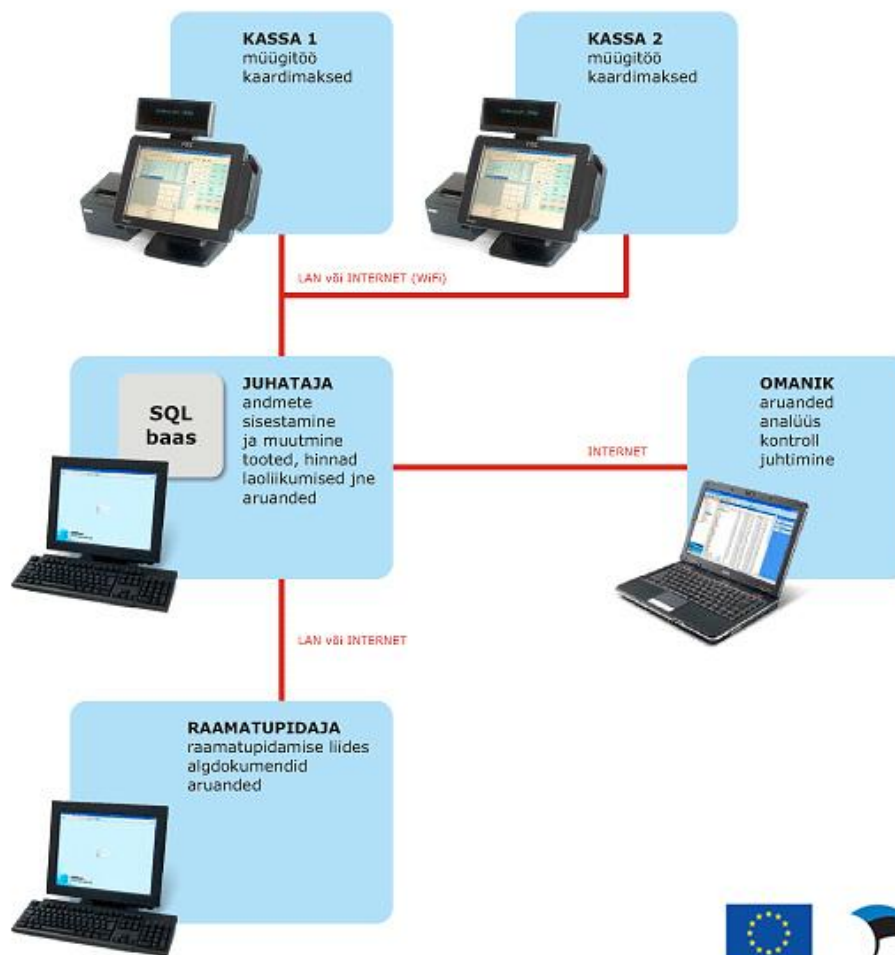 KASSA 1
müügitöö
kaardimaksed
KASSA 2
müügitöö
kaardimaksed
LAN või INTERNET (WiFi)
SQL
baas
JUHATAJA
andmete
sisestamine
ja muutmine
tooted, hinnad
laoliikumised jne
aruanded
INTERNET
OMANIK
aruanded
analüüs
kontroll
juhtimine
LAN või INTERNET
RAAMATUPIDAJA
raamatupidamise liides
algdokumendid
aruanded